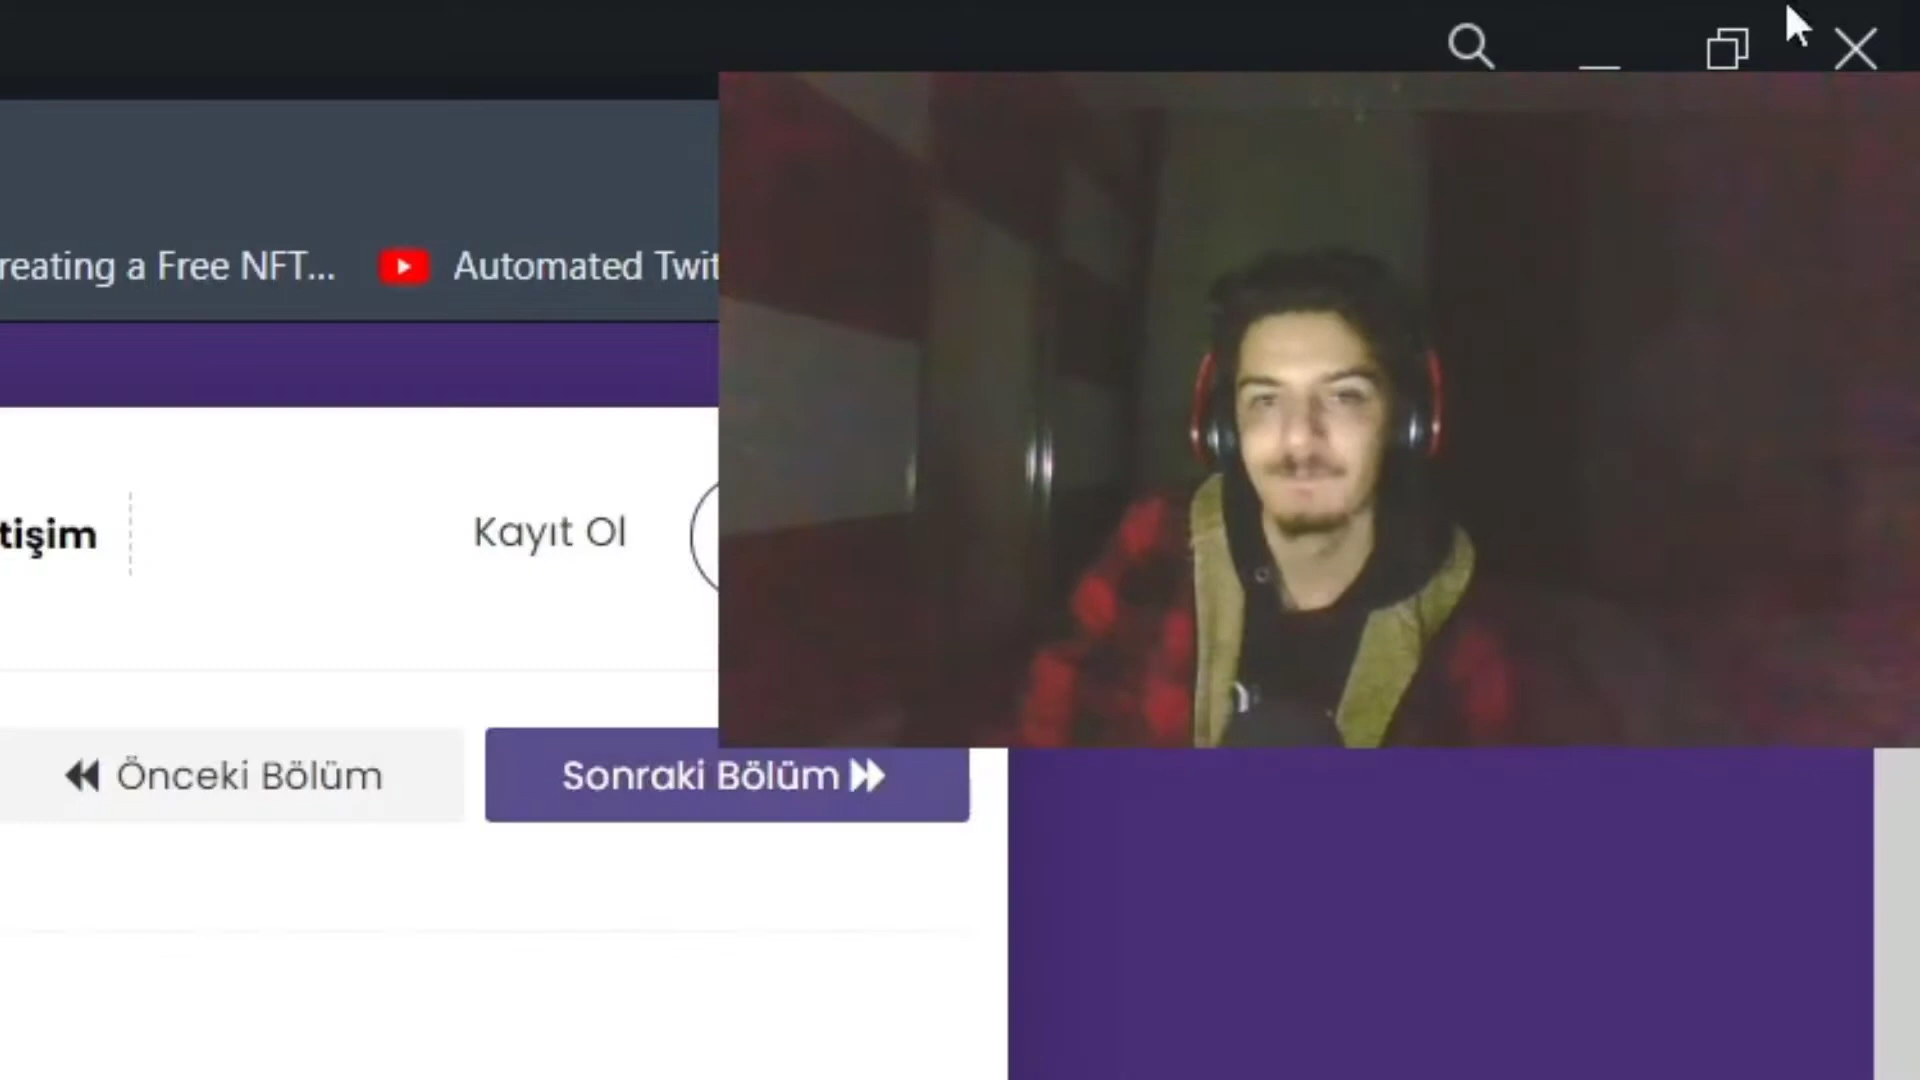 reating a Free NFT...
Automated Twit
tişim
Kayıt Ol
Önceki Bölüm
Sonraki Bölüm